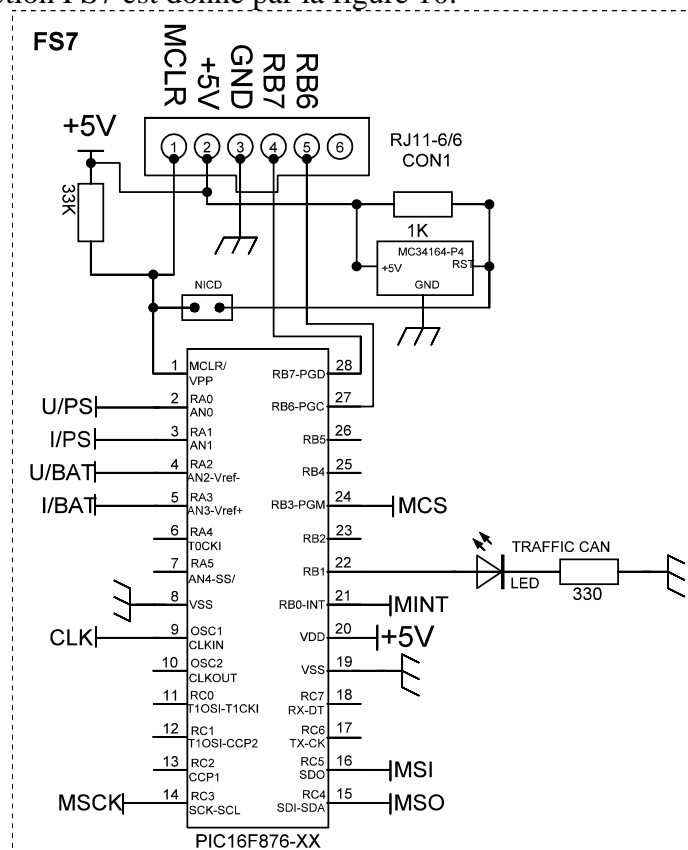 ction FS7 est donné par la figure 10.
FS7
MCLR
+5V
GND
RB7
RB6
1 2 3 4 5 6
RJ11-6/6
CON1
+5V
33K
1K
MC34164-P4
+5V
RST
GND
NICD
1 MCLR/
VPP
RB7-PGD 28
U/PS
2 RA0
AN0
RB6-PGC 27
I/PS
3 RA1
AN1
RB5 26
U/BAT
4 RA2
AN2-Vref-
RB4 25
I/BAT
5 RA3
AN3-Vref+
RB3-PGM 24
MCS
6 RA4
T0CKI
RB2 23
7 RA5
AN4-SS/
RB1 22
TRAFFIC CAN
LED
330
8 VSS
RB0-INT 21
MINT
CLK
9 OSC1
CLKIN
VDD 20
+5V
10 OSC2
CLKOUT
VSS 19
11 RC0
T1OSI-T1CKI
RC7 18
RX-DT
12 RC1
T1OSI-CCP2
RC6 17
TX-CK
13 RC2
CCP1
RC5 16
SDO
MSI
MSCK
14 RC3
SCK-SCL
RC4 15
SDI-SDA
MSO
PIC16F876-XX